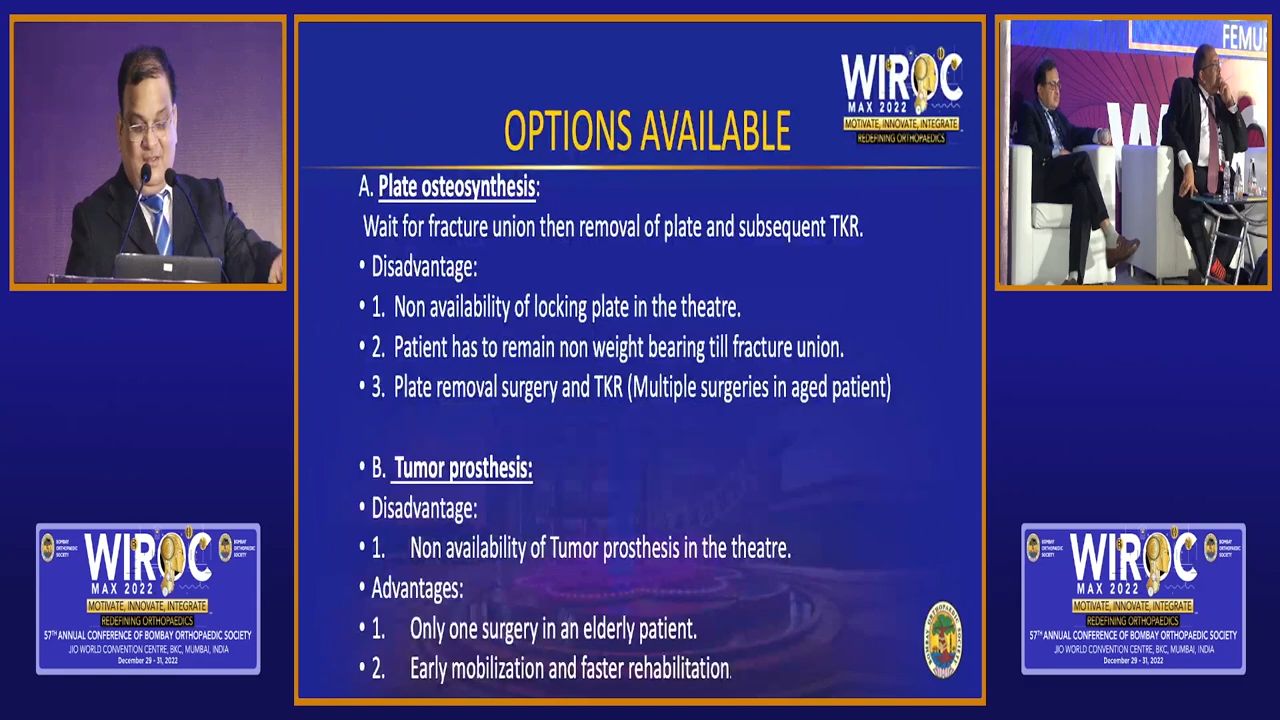 FEMUR
WIROC
MAX 2022
MOTIVATE, INNOVATE, INTEGRATE
REDEFINING ORTHOPAEDICS
OPTIONS AVAILABLE
A. Plate osteosynthesis:
Wait for fracture union then removal of plate and subsequent TKR.
• Disadvantage:
• 1. Non availability of locking plate in the theatre.
• 2. Patient has to remain non weight bearing till fracture union.
• 3. Plate removal surgery and TKR (Multiple surgeries in aged patient)
• B. Tumor prosthesis:
• Disadvantage:
• 1. Non availability of Tumor prosthesis in the theatre.
• Advantages:
• 1. Only one surgery in an elderly patient.
• 2. Early mobilization and faster rehabilitation.
BOMBAY
ORTHOPAEDIC
SOCIETY
WIROC
MAX 2022
MOTIVATE, INNOVATE, INTEGRATE
REDEFINING ORTHOPAEDICS
57TH ANNUAL CONFERENCE OF BOMBAY ORTHOPAEDIC SOCIETY
JIO WORLD CONVENTION CENTRE, BKC, MUMBAI, INDIA
December 29 - 31, 2022
BOMBAY
ORTHOPAEDIC
SOCIETY
WIROC
MAX 2022
MOTIVATE, INNOVATE, INTEGRATE
REDEFINING ORTHOPAEDICS
57TH ANNUAL CONFERENCE OF BOMBAY ORTHOPAEDIC SOCIETY
JIO WORLD CONVENTION CENTRE, BKC, MUMBAI, INDIA
December 29 - 31, 2022